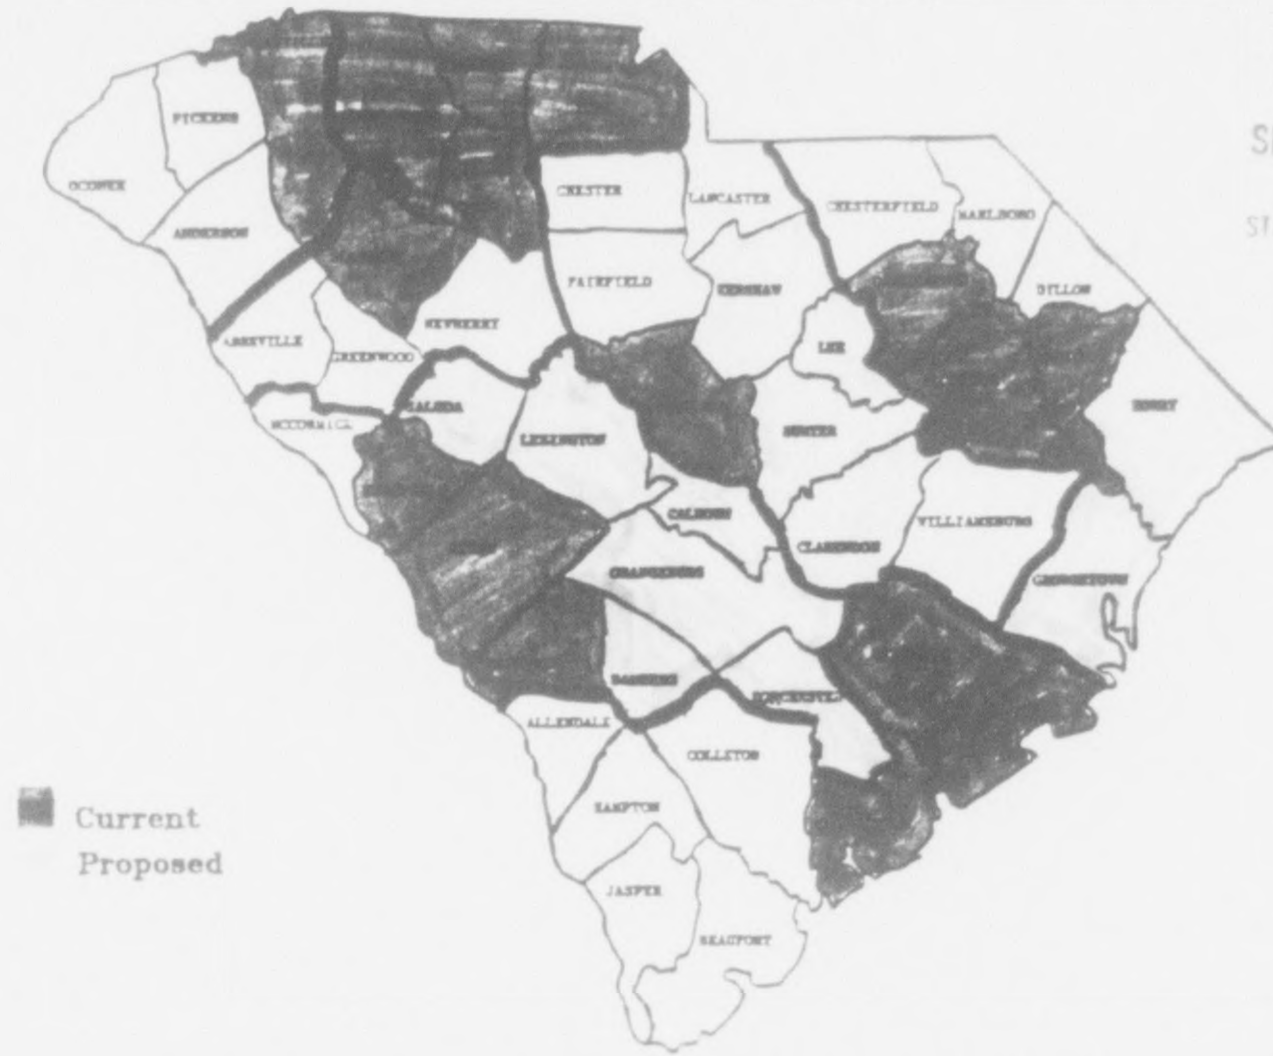 PICKENS
OCONEE
ANDERSON
CHESTER
LANCASTER
CHESTERFIELD
MARLBORO
FAIRFIELD
KERSHAW
DILLON
NEWBERRY
ABBEVILLE
GREENWOOD
LEE
SALUDA
HORRY
MCCORMICK
LEXINGTON
SUMTER
CALHOUN
WILLIAMSBURG
CLARENDON
ORANGEBURG
GEORGETOWN
BAMBERG
DORCHESTER
ALLENDALE
COLLETON
HAMPTON
JASPER
BEAUFORT
Current
Proposed